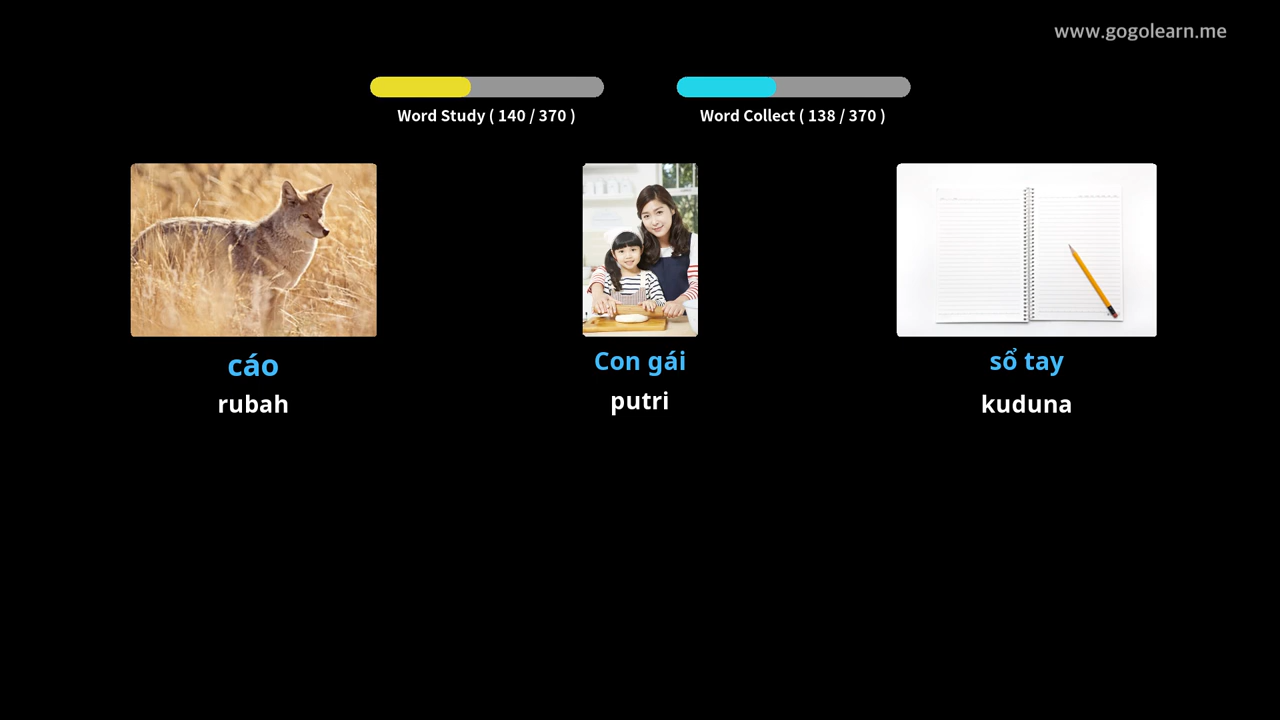 www.gogolearn.me
Word Study ( 140 / 370 )
Word Collect ( 138 / 370 )
cáo
rubah
Con gái
putri
sổ tay
kuduna